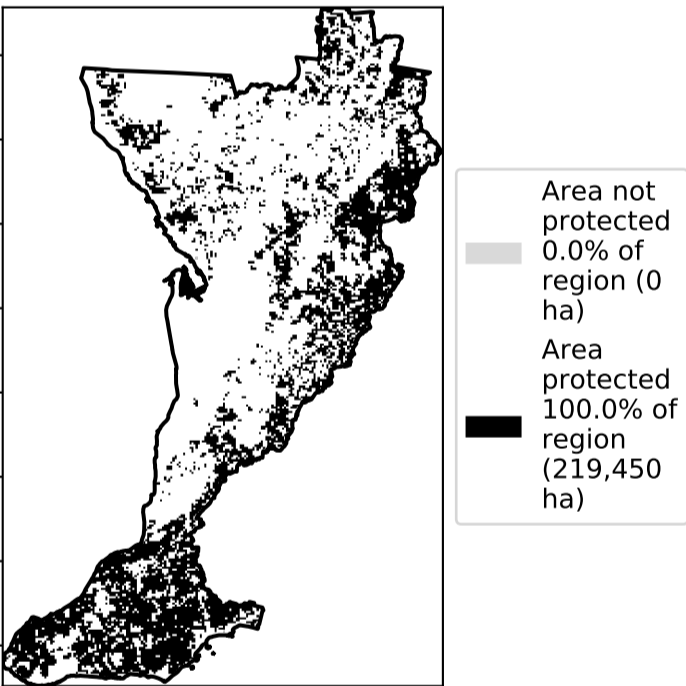 Area not
protected
0.0% of
region (0
ha)
Area
protected
100.0% of
region
(219,450
ha)